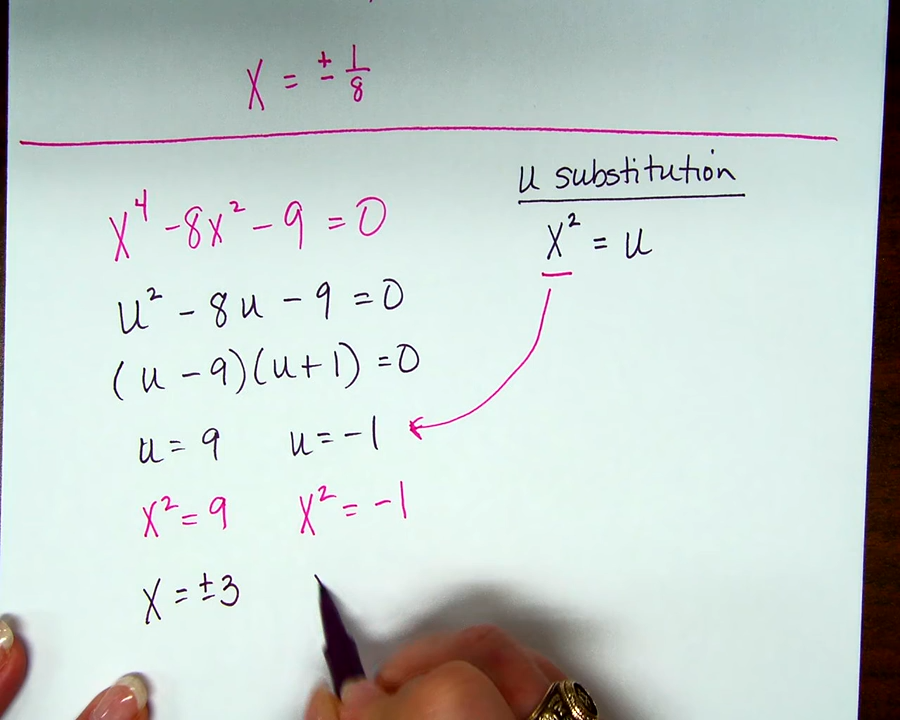 X = ± 1/8
U substitution
X⁴ - 8x² - 9 = 0
X² = u
u² - 8u - 9 = 0
(u - 9)(u + 1) = 0
u = 9 u = -1
X² = 9 X² = -1
X = ±3